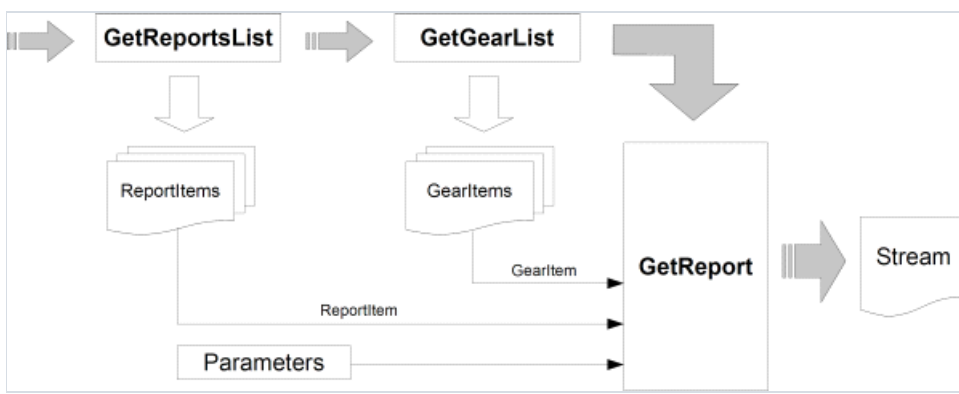 GetReportsList
GetGearList
ReportItems
GearItems
GetReport
Stream
GearItem
ReportItem
Parameters